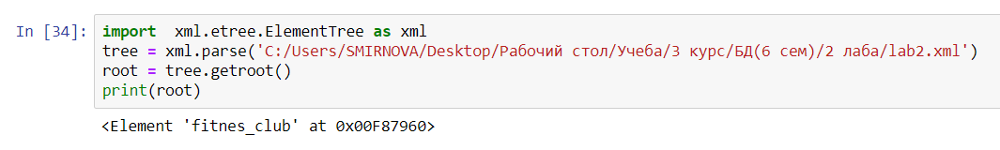 In [34]: import  xml.etree.ElementTree as xml
tree = xml.parse('C:/Users/SMIRNOVA/Desktop/Рабочий стол/Учеба/3 курс/БД(6 сем)/2 лаба/lab2.xml')
root = tree.getroot()
print(root)
<Element 'fitnes_club' at 0x00F87960>